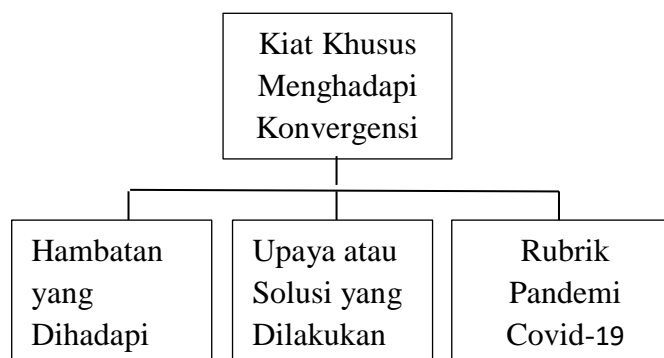 Kiat Khusus
Menghadapi
Konvergensi
Hambatan
yang
Dihadapi
Upaya atau
Solusi yang
Dilakukan
Rubrik
Pandemi
Covid-19